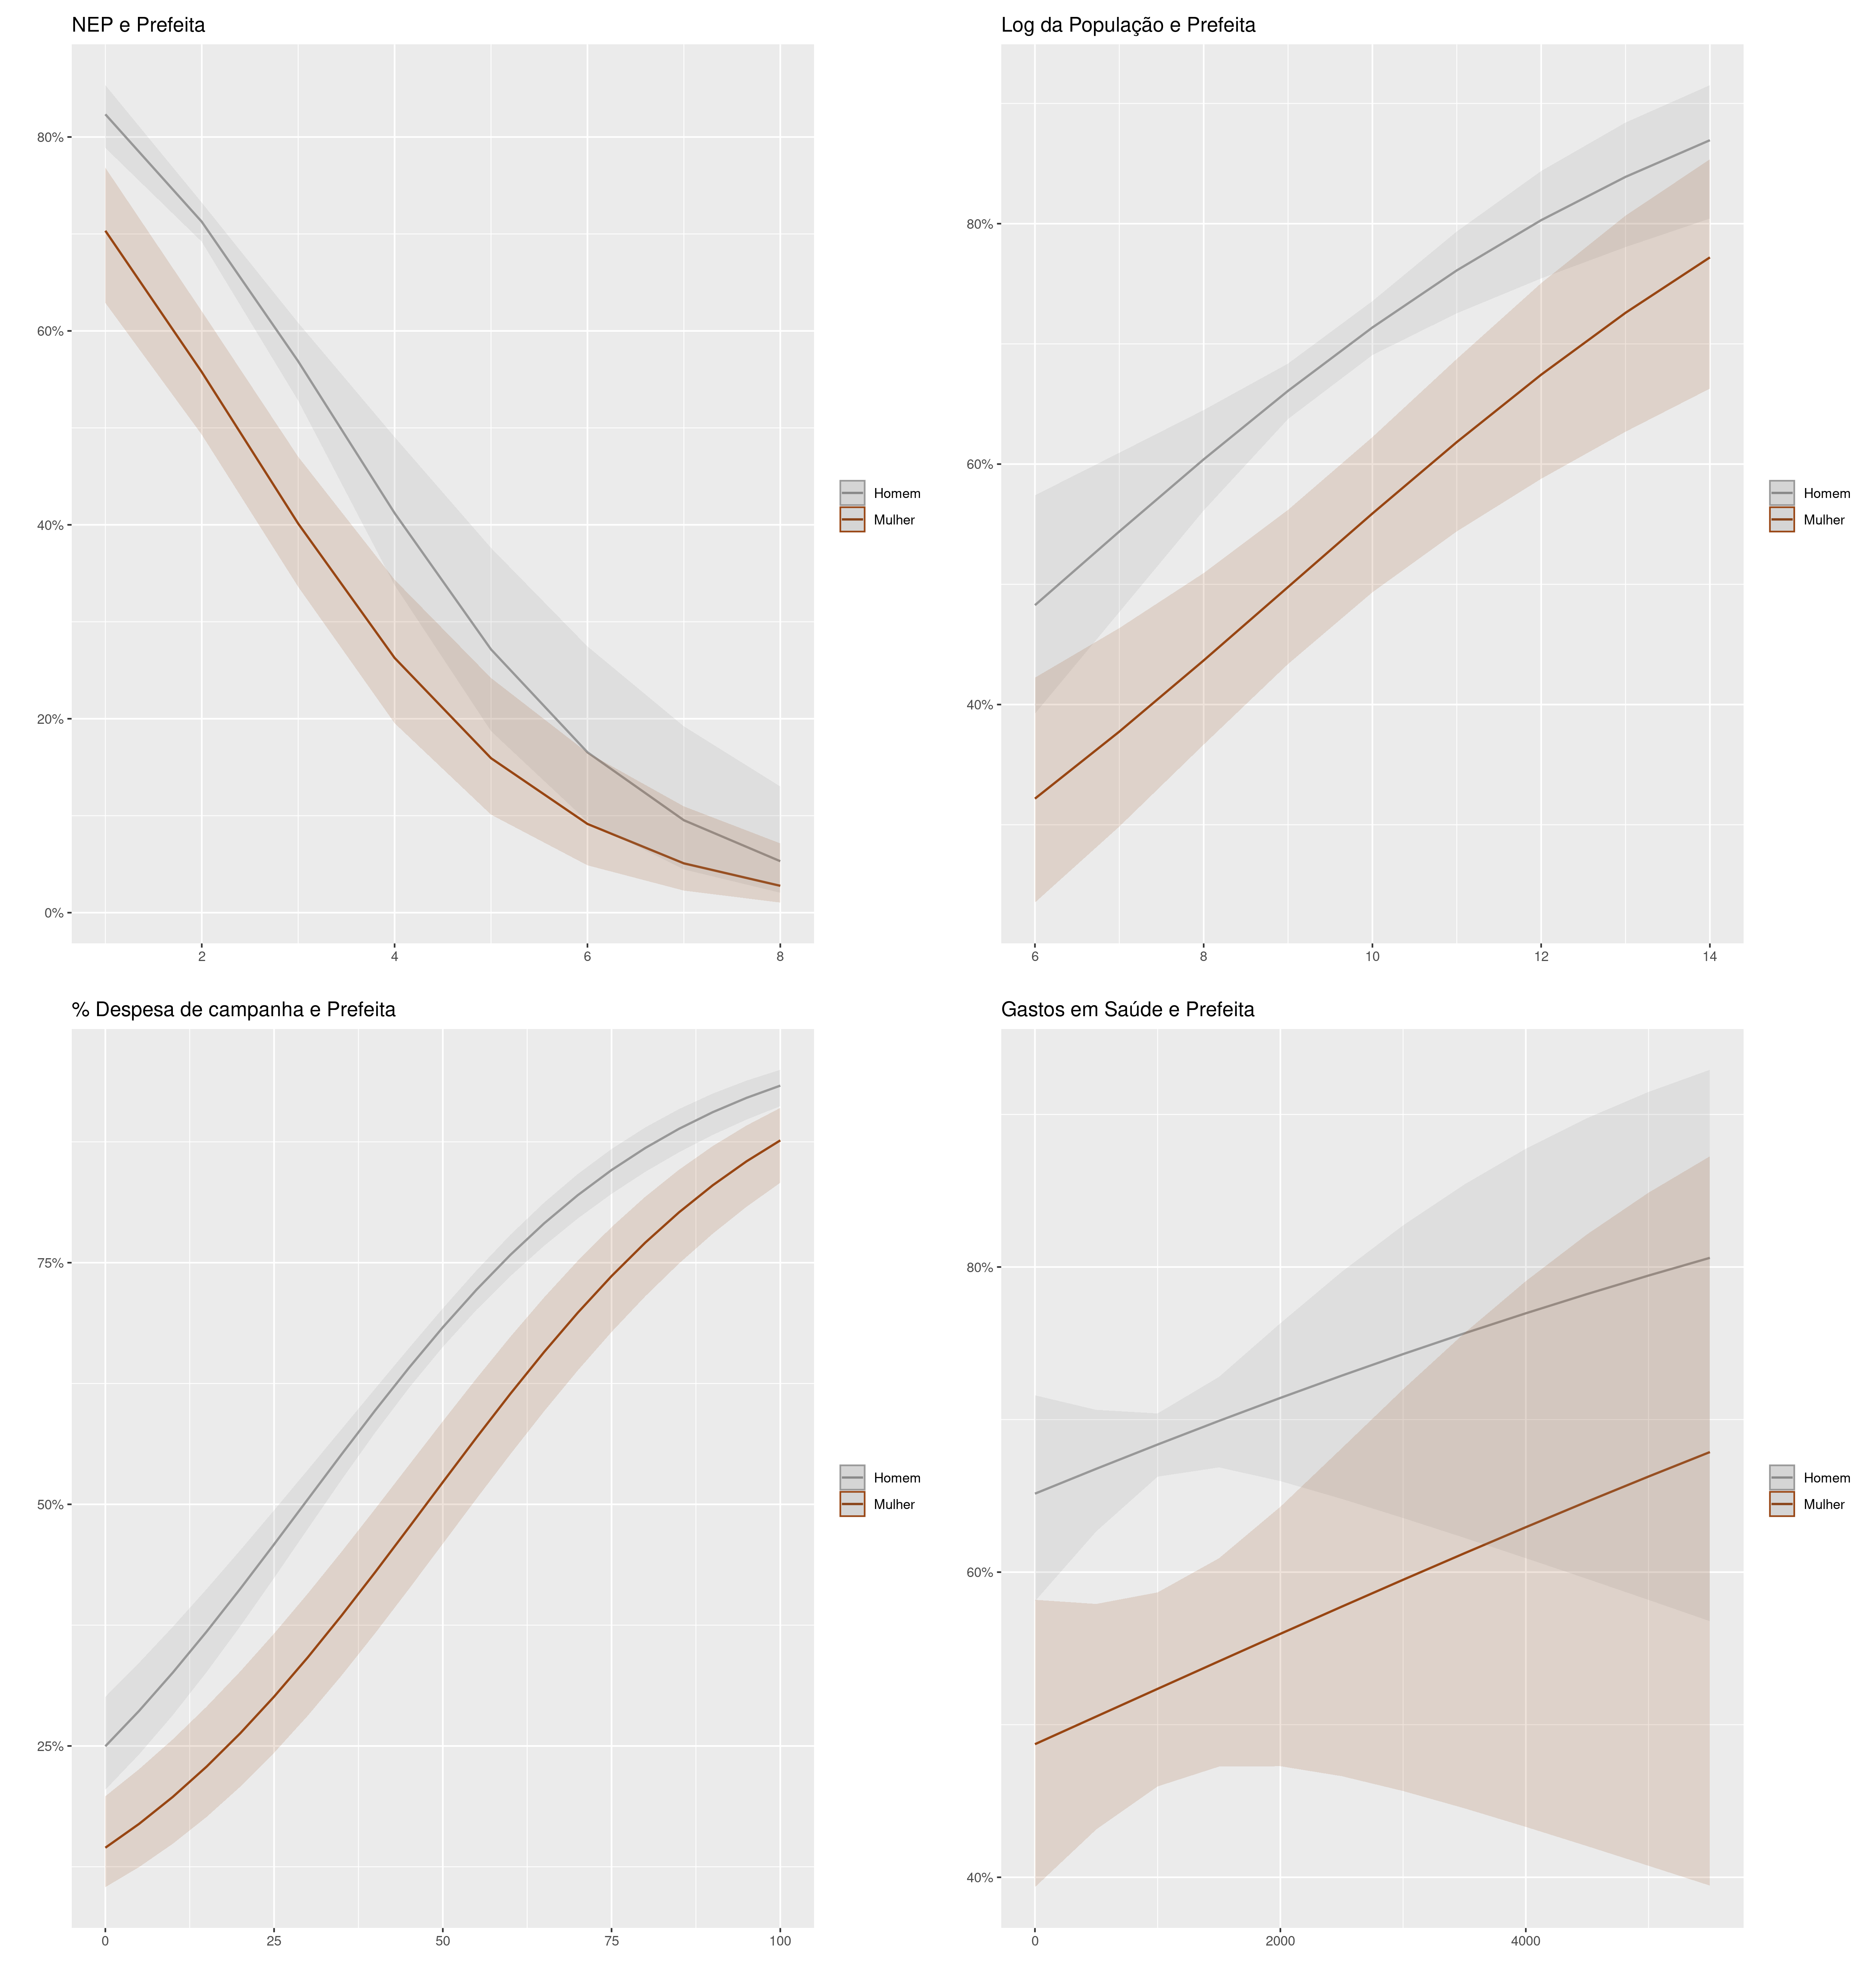 NEP e Prefeita
80%
60%
40%
20%
0%
2
4
6
8
Homem
Mulher
Log da População e Prefeita
80%
60%
40%
6
8
10
12
14
Homem
Mulher
% Despesa de campanha e Prefeita
75%
50%
25%
0
25
50
75
100
Homem
Mulher
Gastos em Saúde e Prefeita
80%
60%
40%
0
2000
4000
Homem
Mulher